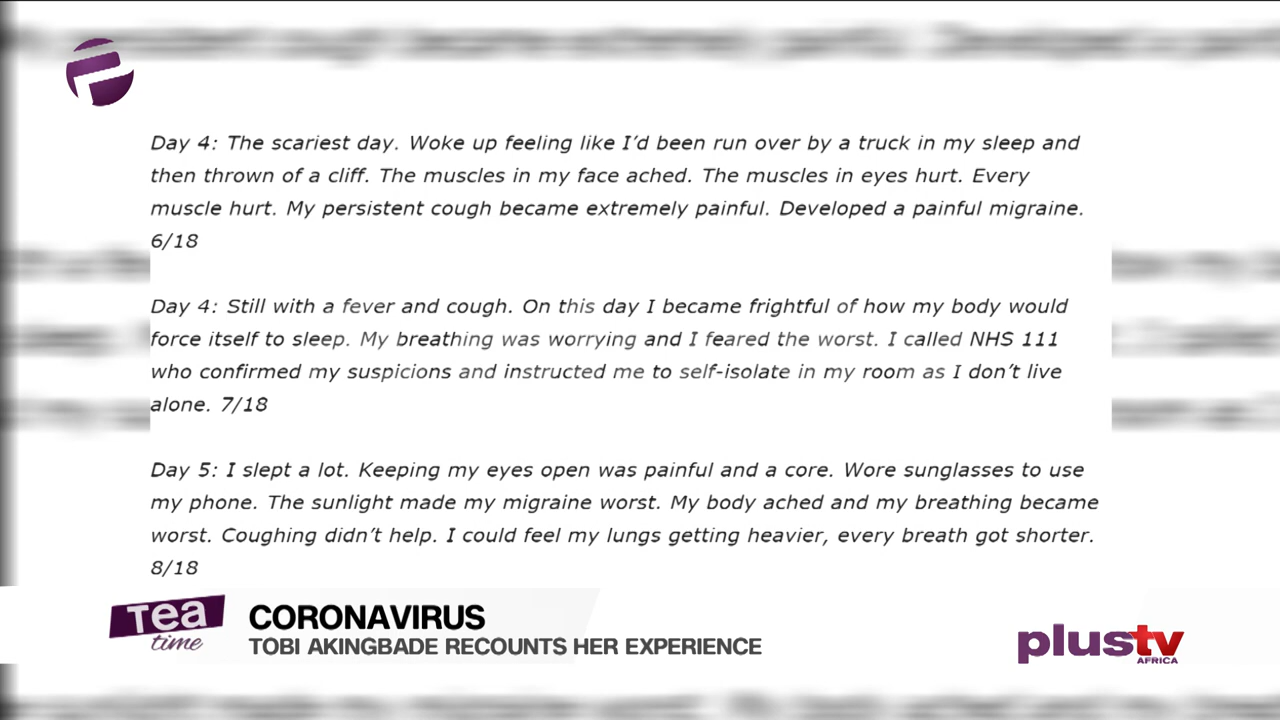 Day 4: The scariest day. Woke up feeling like I'd been run over by a truck in my sleep and
then thrown of a cliff. The muscles in my face ached. The muscles in eyes hurt. Every
muscle hurt. My persistent cough became extremely painful. Developed a painful migraine.
6/18
Day 4: Still with a fever and cough. On this day I became frightful of how my body would
force itself to sleep. My breathing was worrying and I feared the worst. I called NHS 111
who confirmed my suspicions and instructed me to self-isolate in my room as I don't live
alone. 7/18
Day 5: I slept a lot. Keeping my eyes open was painful and a core. Wore sunglasses to use
my phone. The sunlight made my migraine worst. My body ached and my breathing became
worst. Coughing didn't help. I could feel my lungs getting heavier, every breath got shorter.
8/18
Tea
time
CORONAVIRUS
TOBI AKINGBADE RECOUNTS HER EXPERIENCE
plustv
AFRICA